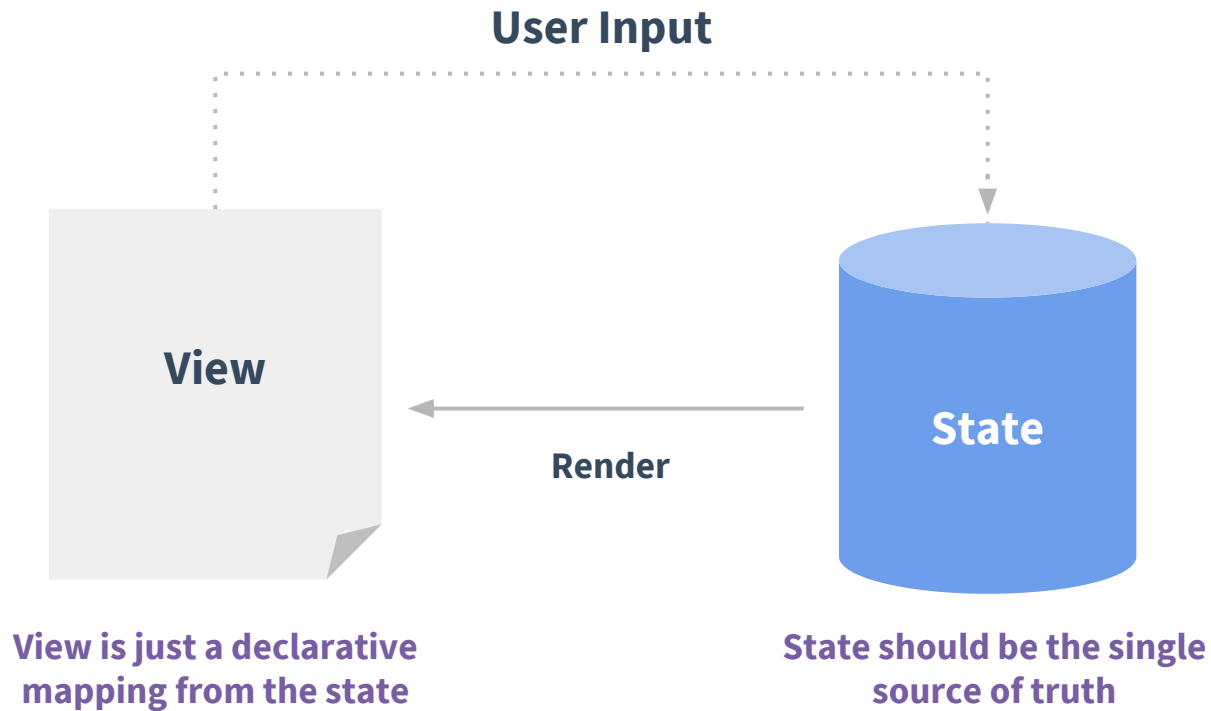 User Input
View
State
Render
View is just a declarative
mapping from the state
State should be the single
source of truth